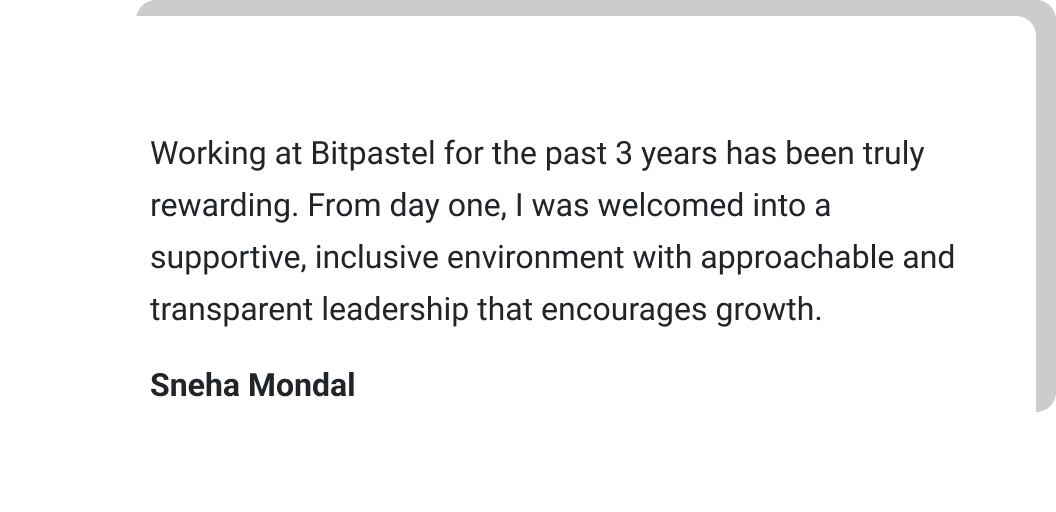 Working at Bitpastel for the past 3 years has been truly
rewarding. From day one, I was welcomed into a
supportive, inclusive environment with approachable and
transparent leadership that encourages growth.
Sneha Mondal